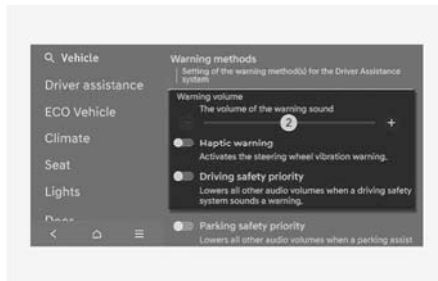 Vehicle
Driver assistance
ECO Vehicle
Climate
Seat
Lights
Door
Warning methods
Setting of the warning method(s) for the Driver Assistance
system
Warning volume
The volume of the warning sound
2
+
Haptic warning
Activates the steering wheel vibration warning.
Driving safety priority
Lowers all other audio volumes when a driving safety
system sounds a warning.
Parking safety priority
Lowers all other audio volumes when a parking assist